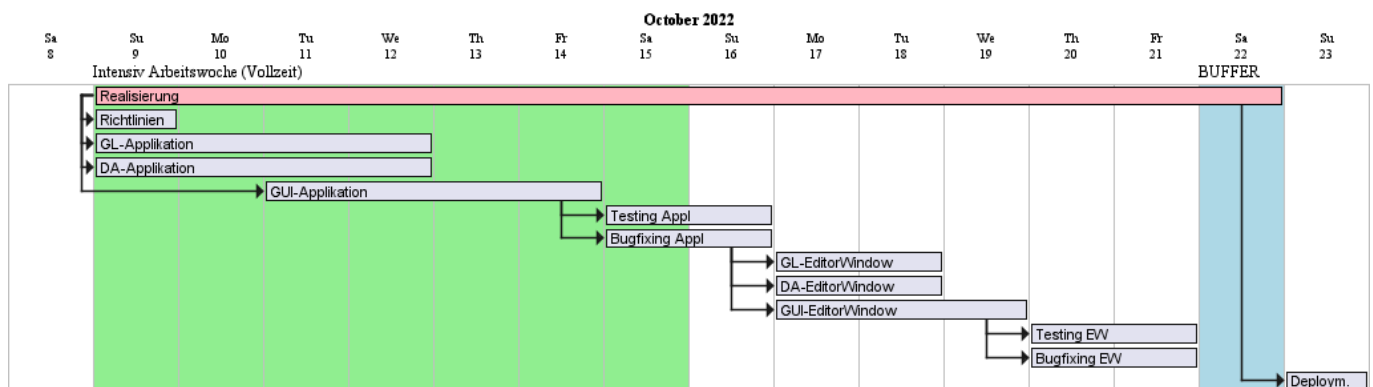 October 2022
Sa Su Mo Tu We Th Fr Sa Su Mo Tu We Th Fr Sa Su
8 9 10 11 12 13 14 15 16 17 18 19 20 21 22 23
Intensiv Arbeitswoche (Vollzeit) BUFFER
Realisierung
Richtlinien
GL-Applikation
DA-Applikation
GUI-Applikation
Testing Appl
Bugfixing Appl
GL-EditorWindow
DA-EditorWindow
GUI-EditorWindow
Testing EW
Bugfixing EW
Deploym.